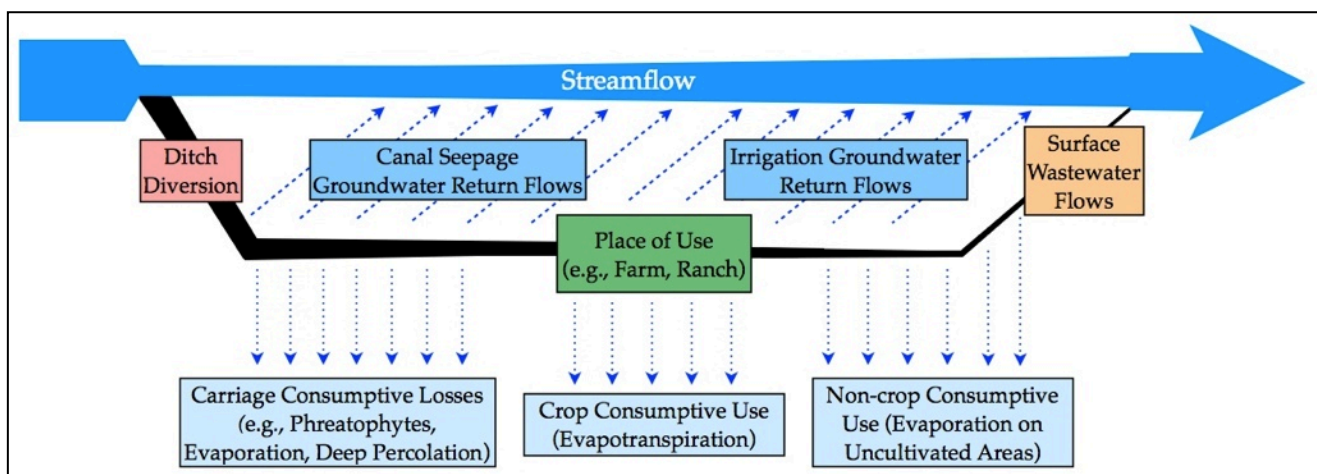 Streamflow
Ditch
Diversion
Canal Seepage
Groundwater Return Flows
Irrigation Groundwater
Return Flows
Surface
Wastewater
Flows
Place of Use
(e.g., Farm, Ranch)
Carriage Consumptive Losses
(e.g., Phreatophytes,
Evaporation, Deep Percolation)
Crop Consumptive Use
(Evapotranspiration)
Non-crop Consumptive
Use (Evaporation on
Uncultivated Areas)